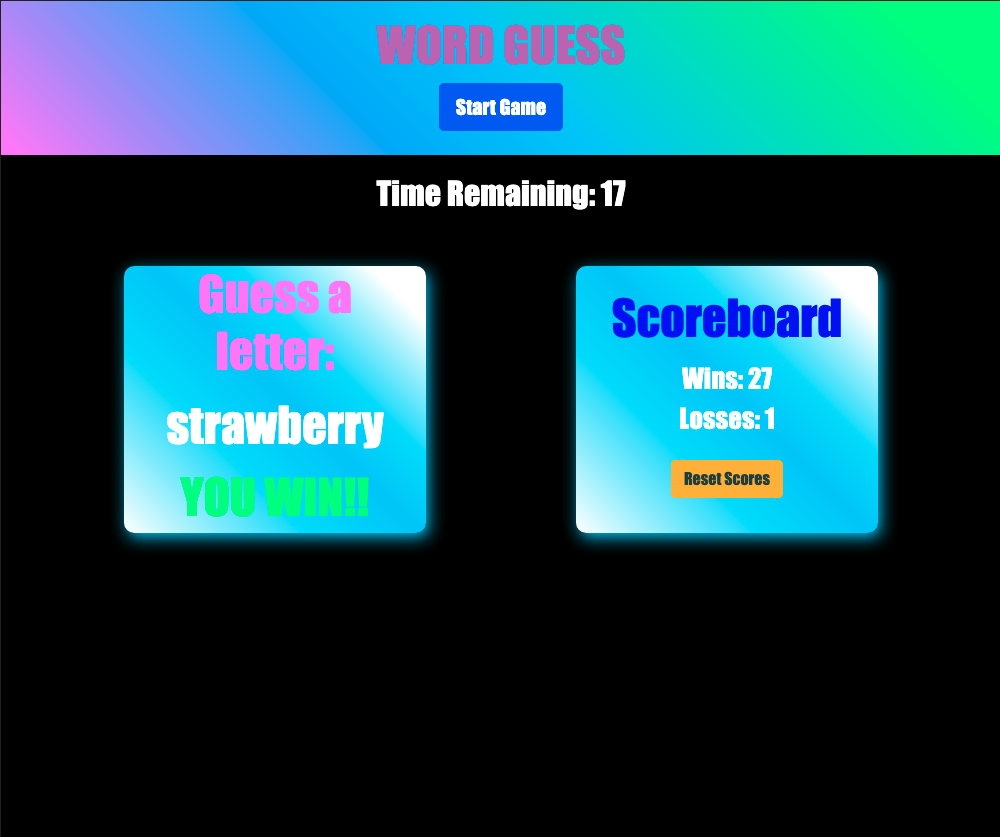 WORD GUESS
Start Game
Time Remaining: 17
Guess a
letter:
strawberry
YOU WIN!!
Scoreboard
Wins: 27
Losses: 1
Reset Scores